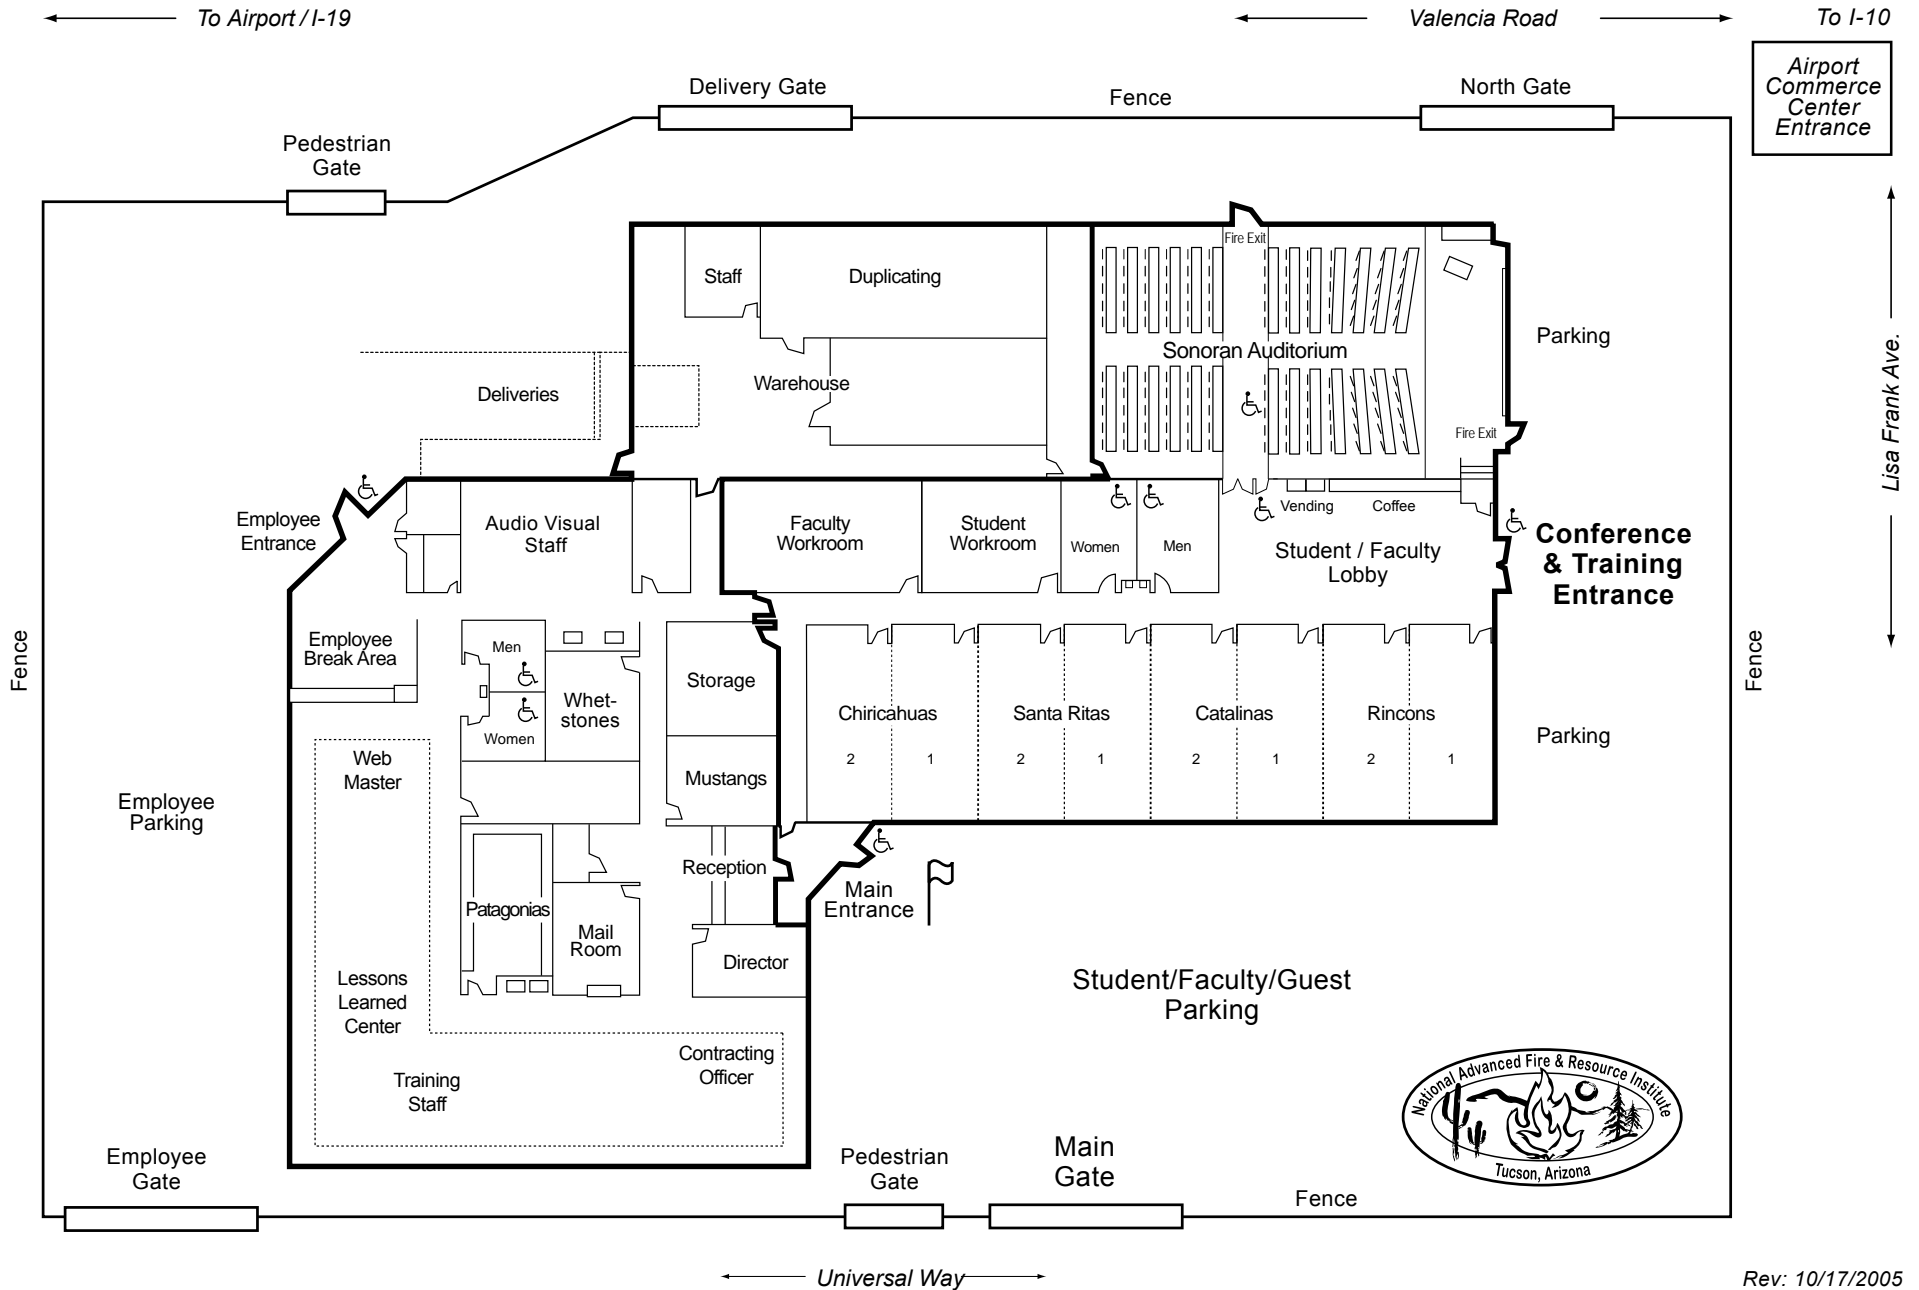 To Airport / I-19
Valencia Road
To I-10
Airport
Commerce
Center
Entrance
Delivery Gate
Fence
North Gate
Pedestrian
Gate
Fire Exit
Staff
Duplicating
Sonoran Auditorium
Parking
Lisa Frank Ave.
Warehouse
Deliveries
Fire Exit
Employee
Entrance
Audio Visual
Staff
Faculty
Workroom
Student
Workroom
Women
Men
Vending
Coffee
Student / Faculty
Lobby
Conference
& Training
Entrance
Fence
Employee
Break Area
Men
Women
Whet-
stones
Storage
Chiricahuas
2
1
Santa Ritas
2
1
Catalinas
2
1
Rincons
2
1
Parking
Fence
Web
Master
Mustangs
Employee
Parking
Reception
Main
Entrance
Patagonias
Mail
Room
Director
Lessons
Learned
Center
Student/Faculty/Guest
Parking
Contracting
Officer
Training
Staff
National Advanced Fire & Resource Institute
Tucson, Arizona
Employee
Gate
Pedestrian
Gate
Main
Gate
Fence
Universal Way
Rev: 10/17/2005